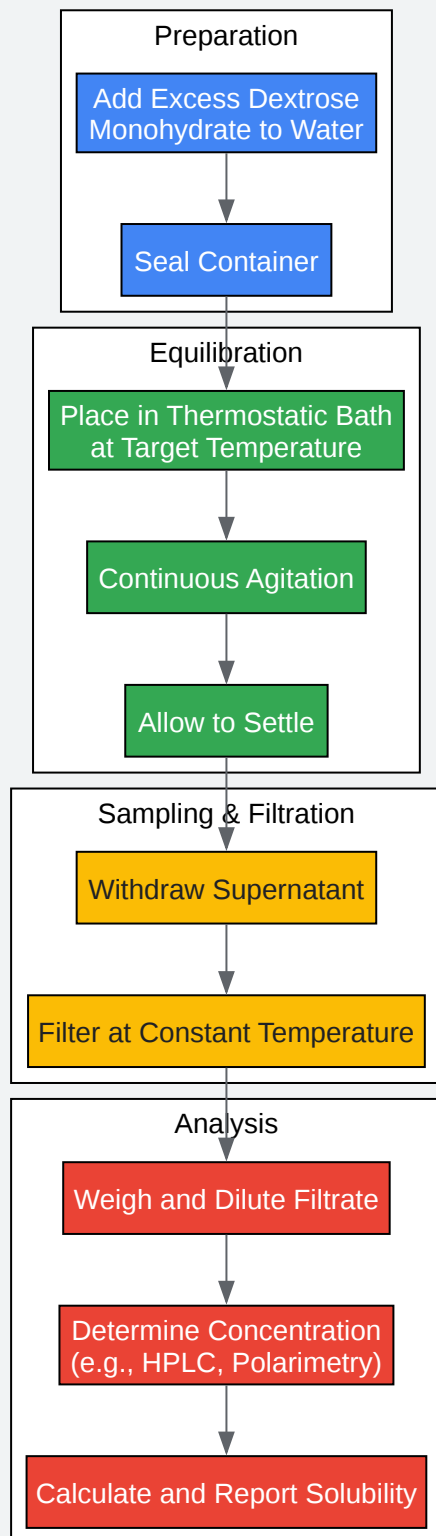 Preparation
Add Excess Dextrose
Monohydrate to Water
Seal Container
Equilibration
Place in Thermostatic Bath
at Target Temperature
Continuous Agitation
Allow to Settle
Sampling & Filtration
Withdraw Supernatant
Filter at Constant Temperature
Analysis
Weigh and Dilute Filtrate
Determine Concentration
(e.g., HPLC, Polarimetry)
Calculate and Report Solubility